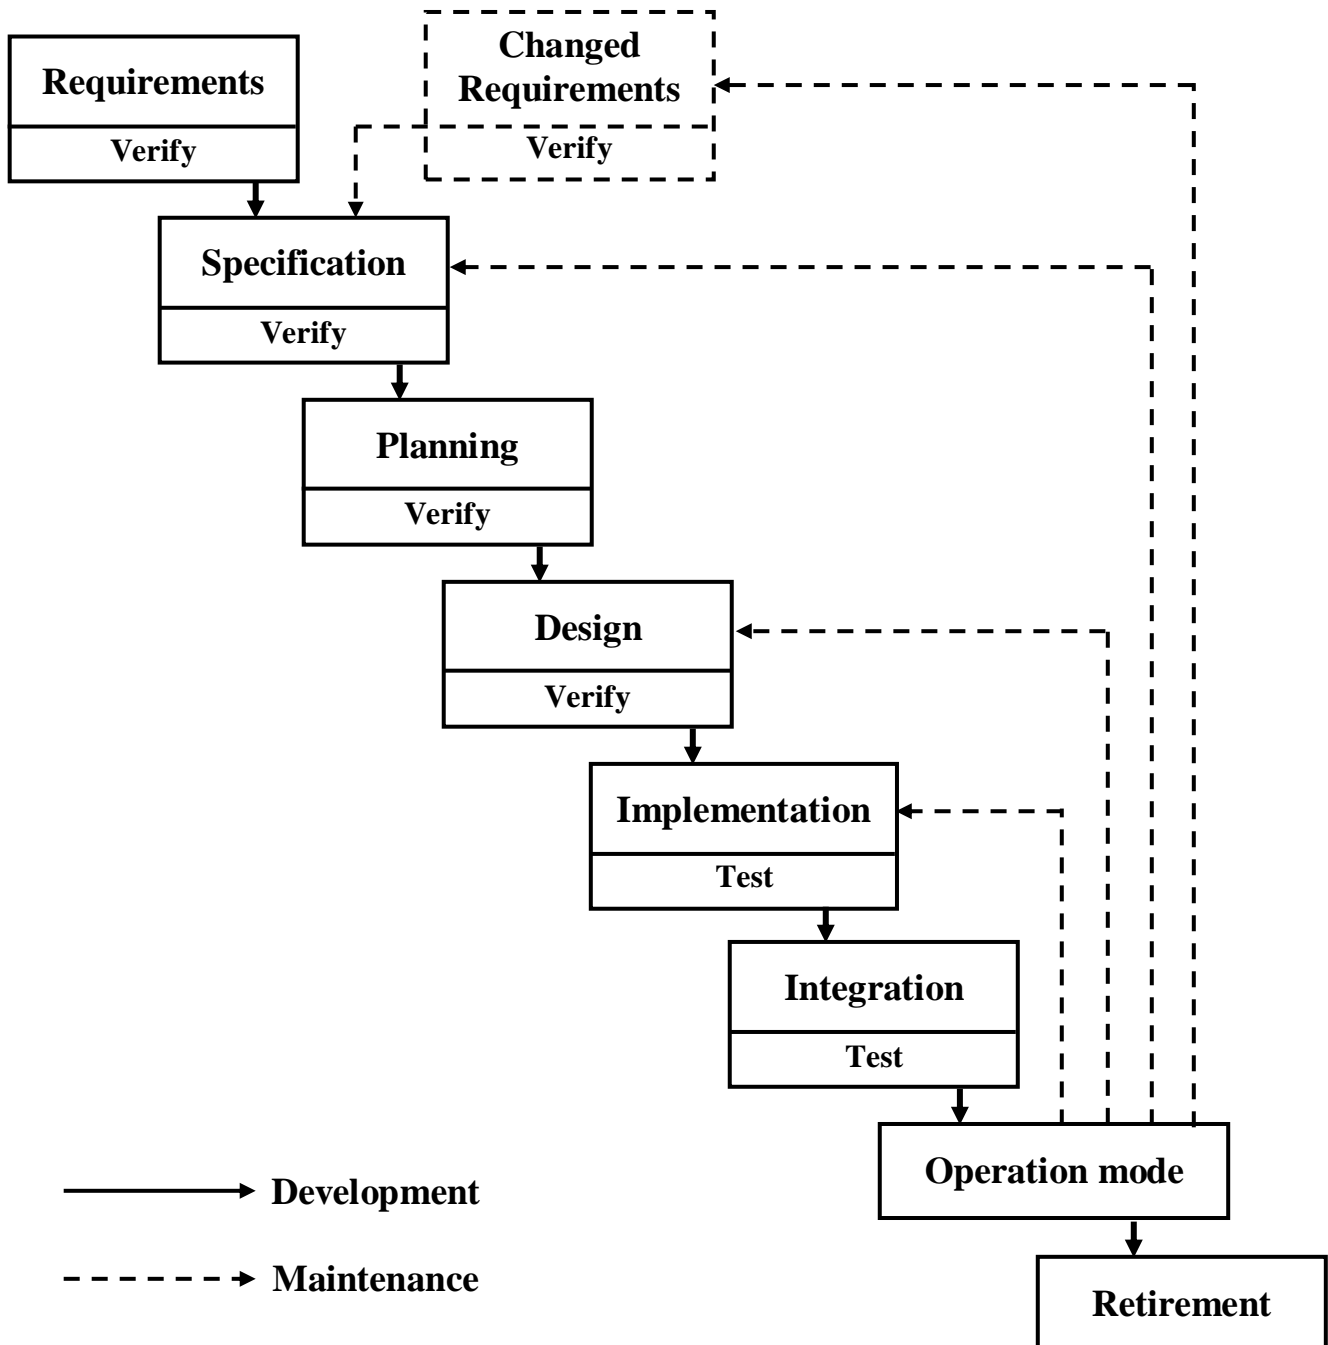 Requirements
Verify
Changed
Requirements
Verify
Specification
Verify
Planning
Verify
Design
Verify
Implementation
Test
Integration
Test
Operation mode
Development
Maintenance
Retirement